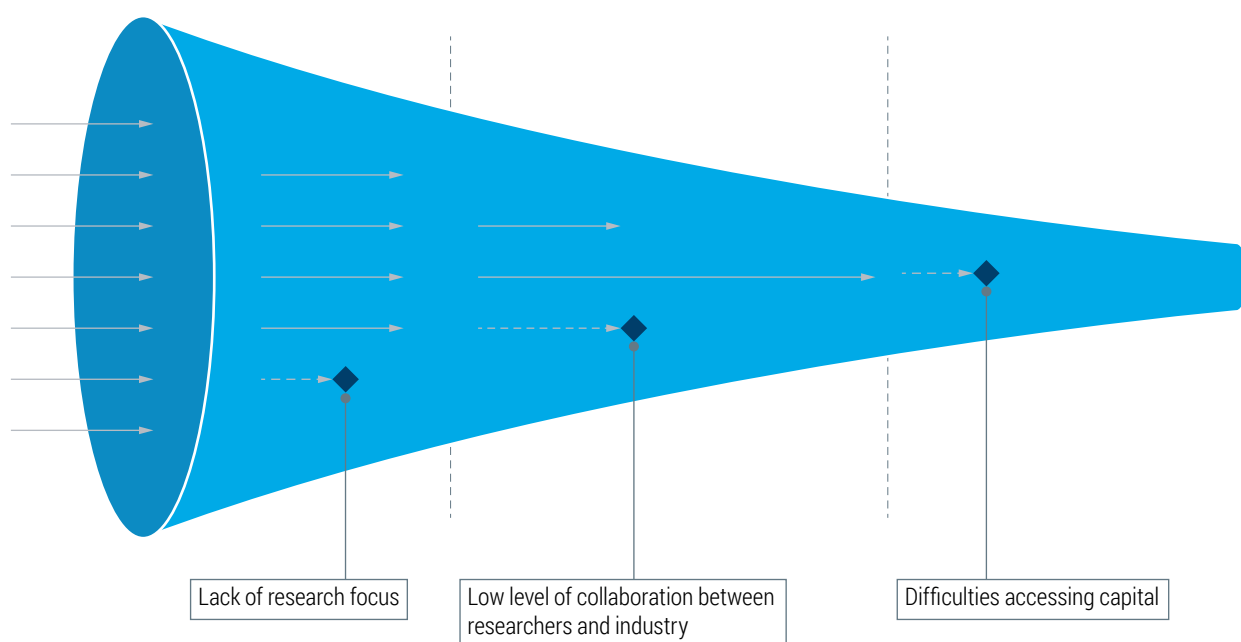 Lack of research focus
Low level of collaboration between
researchers and industry
Difficulties accessing capital